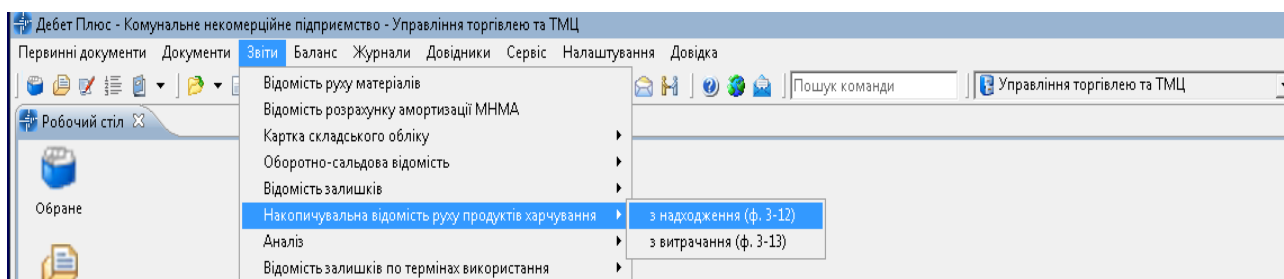 Дебет Плюс - Комунальне некомерційне підприємство - Управління торгівлею та ТМЦ
Первинні документи Документи Звіти Баланс Журнали Довідники Сервіс Налаштування Довідка
Пошук команди Управління торгівлею та ТМЦ
Робочий стіл
Обране
Відомість руху матеріалів
Відомість розрахунку амортизації МНМА
Картка складського обліку
Оборотно-сальдова відомість
Відомість залишків
Накопичувальна відомість руху продуктів харчування
Аналіз
Відомість залишків по термінах використання
з надходження (ф. 3-12)
з витрачання (ф. 3-13)